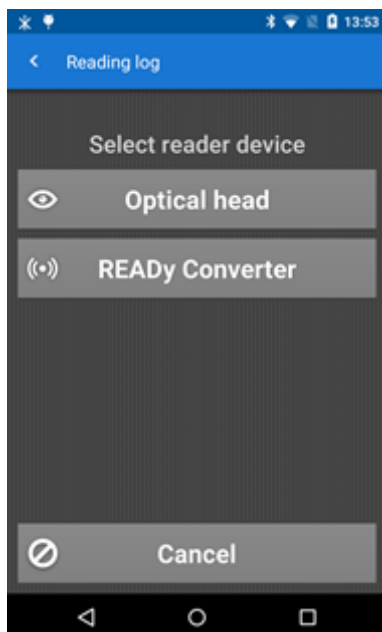 13:53
Reading log
Select reader device
Optical head
READy Converter
Cancel